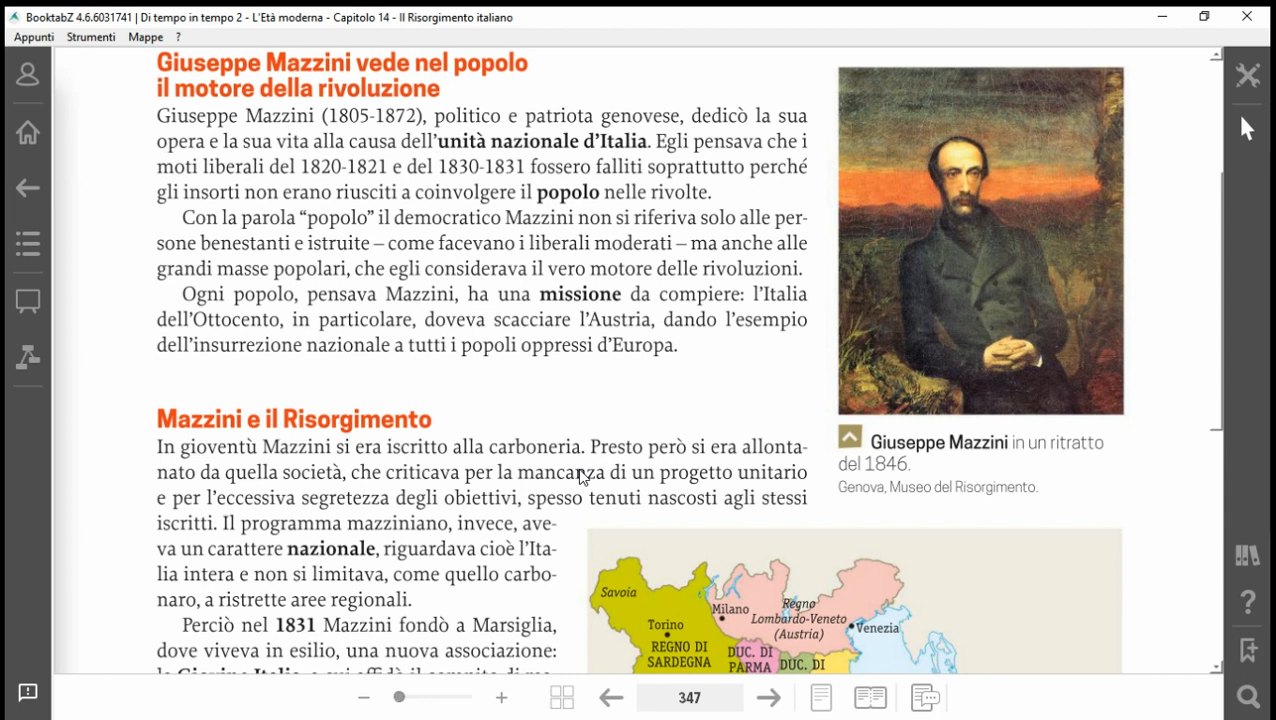 BooktabZ 4.6.6031741 | Di tempo in tempo 2 - L'Età moderna - Capitolo 14 - Il Risorgimento italiano
Appunti Strumenti Mappe ?
Giuseppe Mazzini vede nel popolo
il motore della rivoluzione
Giuseppe Mazzini (1805-1872), politico e patriota genovese, dedicò la sua
opera e la sua vita alla causa dell'unità nazionale d'Italia. Egli pensava che i
moti liberali del 1820-1821 e del 1830-1831 fossero falliti soprattutto perché
gli insorti non erano riusciti a coinvolgere il popolo nelle rivolte.
Con la parola “popolo” il democratico Mazzini non si riferiva solo alle per-
sone benestanti e istruite – come facevano i liberali moderati – ma anche alle
grandi masse popolari, che egli considerava il vero motore delle rivoluzioni.
Ogni popolo, pensava Mazzini, ha una missione da compiere: l'Italia
dell'Ottocento, in particolare, doveva scacciare l'Austria, dando l'esempio
dell'insurrezione nazionale a tutti i popoli oppressi d'Europa.
Mazzini e il Risorgimento
In gioventù Mazzini si era iscritto alla carboneria. Presto però si era allonta-
nato da quella società, che criticava per la mancanza di un progetto unitario
e per l'eccessiva segretezza degli obiettivi, spesso tenuti nascosti agli stessi
iscritti. Il programma mazziniano, invece, ave-
va un carattere nazionale, riguardava cioè l'Ita-
lia intera e non si limitava, come quello carbo-
naro, a ristrette aree regionali.
Perciò nel 1831 Mazzini fondò a Marsiglia,
dove viveva in esilio, una nuova associazione:
Giuseppe Mazzini in un ritratto
del 1846.
Genova, Museo del Risorgimento.
Savoia
Milano
Regno
Lombardo-Veneto
(Austria)
Venezia
Torino
REGNO DI
SARDEGNA
DUC. DI
PARMA
DUC. DI
347